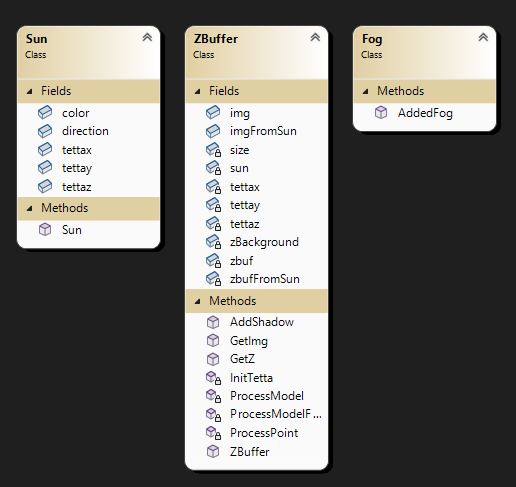 Sun
Class
Fields
color
direction
tettax
tettay
tettaz
Methods
Sun
ZBuffer
Class
Fields
img
imgFromSun
size
sun
tettax
tettay
tettaz
zBackground
zbuf
zbufFromSun
Methods
AddShadow
GetImg
GetZ
InitTetta
ProcessModel
ProcessModelF...
ProcessPoint
ZBuffer
Fog
Class
Methods
AddedFog